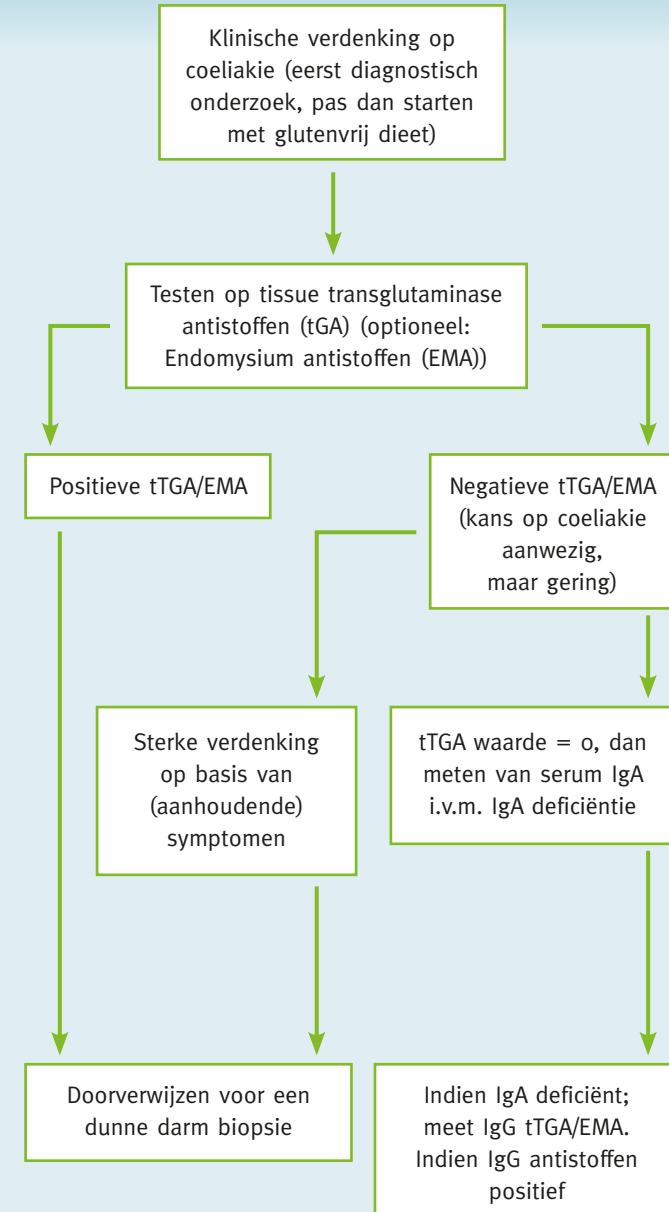 Klinische verdenking op
coeliakie (eerst diagnostisch
onderzoek, pas dan starten
met glutenvrij dieet)
Testen op tissue transglutaminase
antistoffen (tGA) (optioneel:
Endomysium antistoffen (EMA))
Positieve tTGA/EMA
Negatieve tTGA/EMA
(kans op coeliakie
aanwezig,
maar gering)
Sterke verdenking
op basis van
(aanhoudende)
symptomen
tTGA waarde = 0, dan
meten van serum IgA
i.v.m. IgA deficiëntie
Doorverwijzen voor een
dunne darm biopsie
Indien IgA deficiënt;
meet IgG tTGA/EMA.
Indien IgG antistoffen
positief